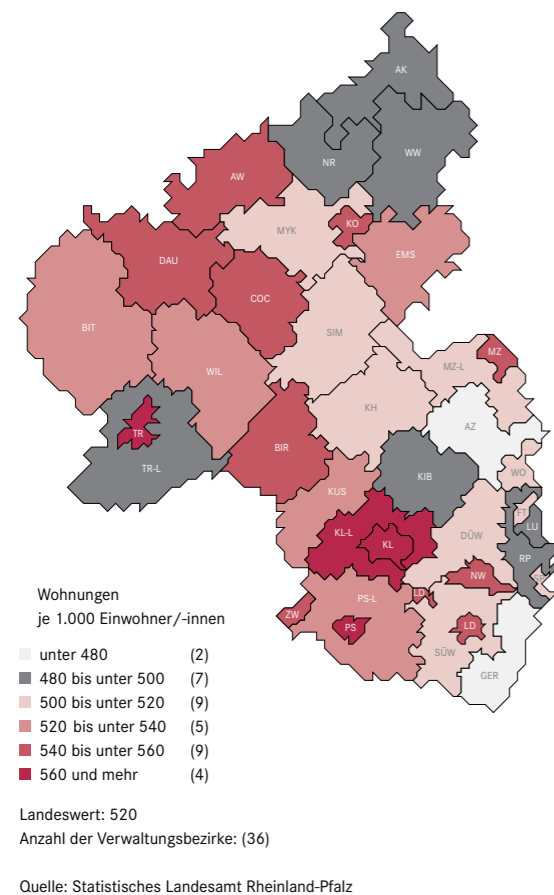 AK
NR
WW
AW
MYK
KO
DAU
EMS
COC
BIT
SIM
WIL
MZ
MZ-L
KH
AZ
TR
BIR
TR-L
WO
KIB
KUS
FT
LU
KL-L
KL
DÜW
RP
NW
SP
PS-L
LD
ZW
PS
LD
SÜW
GER
Wohnungen
je 1.000 Einwohner/-innen
unter 480 (2)
480 bis unter 500 (7)
500 bis unter 520 (9)
520 bis unter 540 (5)
540 bis unter 560 (9)
560 und mehr (4)
Landeswert: 520
Anzahl der Verwaltungsbezirke: (36)
Quelle: Statistisches Landesamt Rheinland-Pfalz